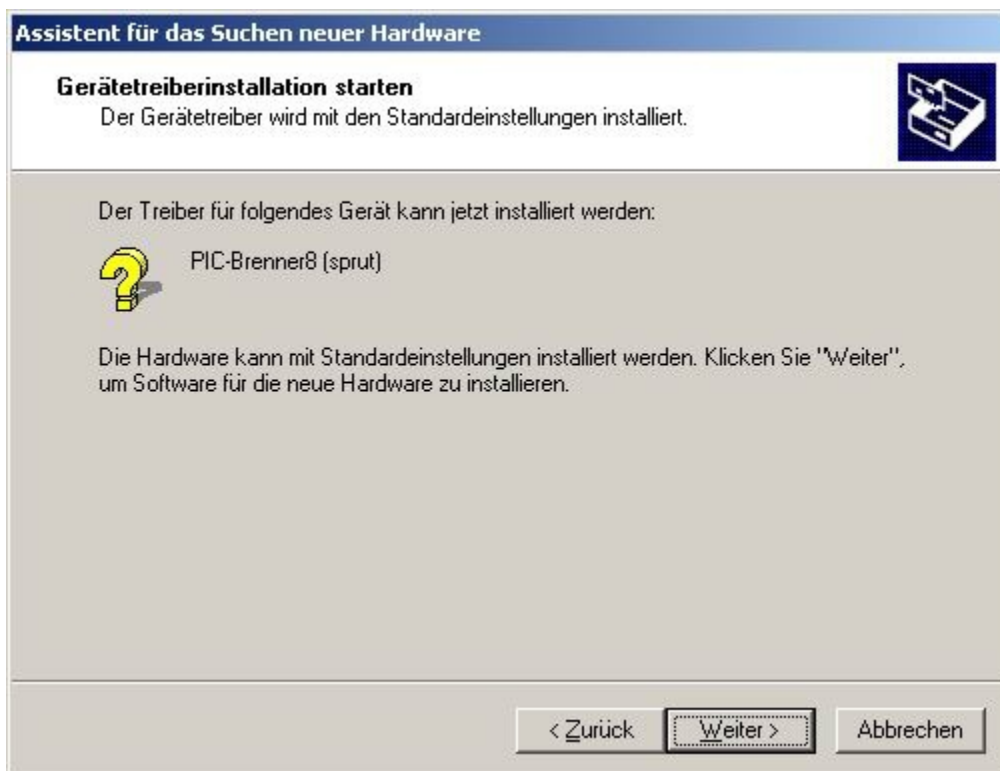 Assistent für das Suchen neuer Hardware
Gerätetreiberinstallation starten
Der Gerätetreiber wird mit den Standardeinstellungen installiert.
Der Treiber für folgendes Gerät kann jetzt installiert werden:
PIC-Brenner8 (sprut)
Die Hardware kann mit Standardeinstellungen installiert werden. Klicken Sie "Weiter",
um Software für die neue Hardware zu installieren.
< Zurück Weiter > Abbrechen